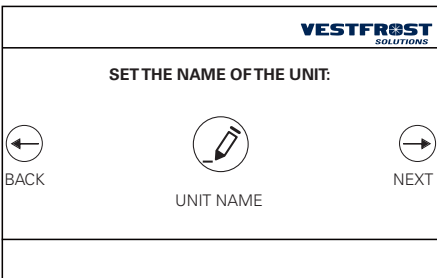 VESTFROST
SOLUTIONS
SET THE NAME OF THE UNIT:
BACK
UNIT NAME
NEXT